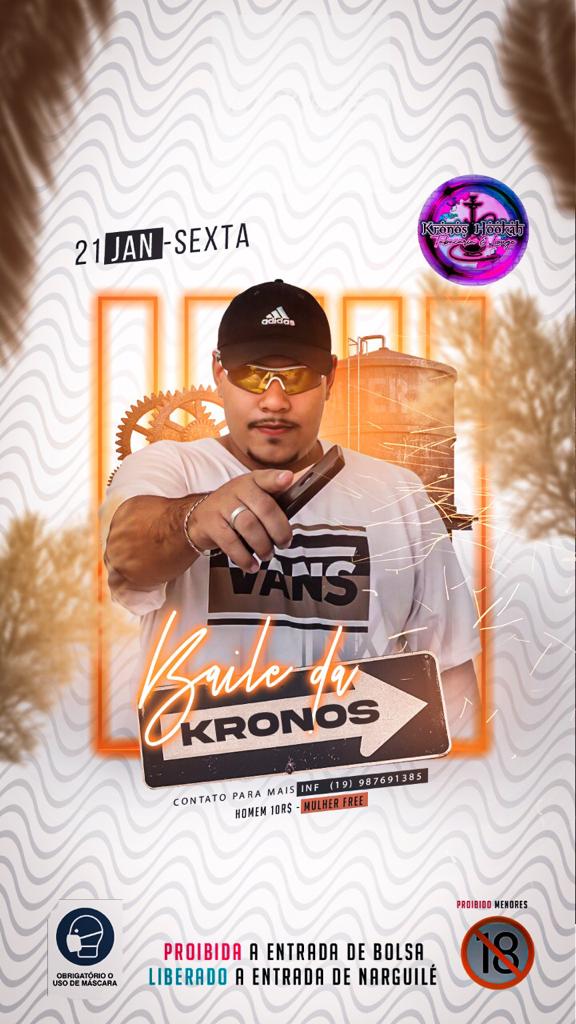 21 JAN -SEXTA
Kronos Hookah
adidas
VANS
Baile da
KRONOS
CONTATO PARA MAIS INF (19) 987691385
HOMEM 10R$ - MULHER FREE
PROIBIDO MENORES
18
PROIBIDA A ENTRADA DE BOLSA
LIBERADO A ENTRADA DE NARGUILÉ
OBRIGATÓRIO O
USO DE MÁSCARA